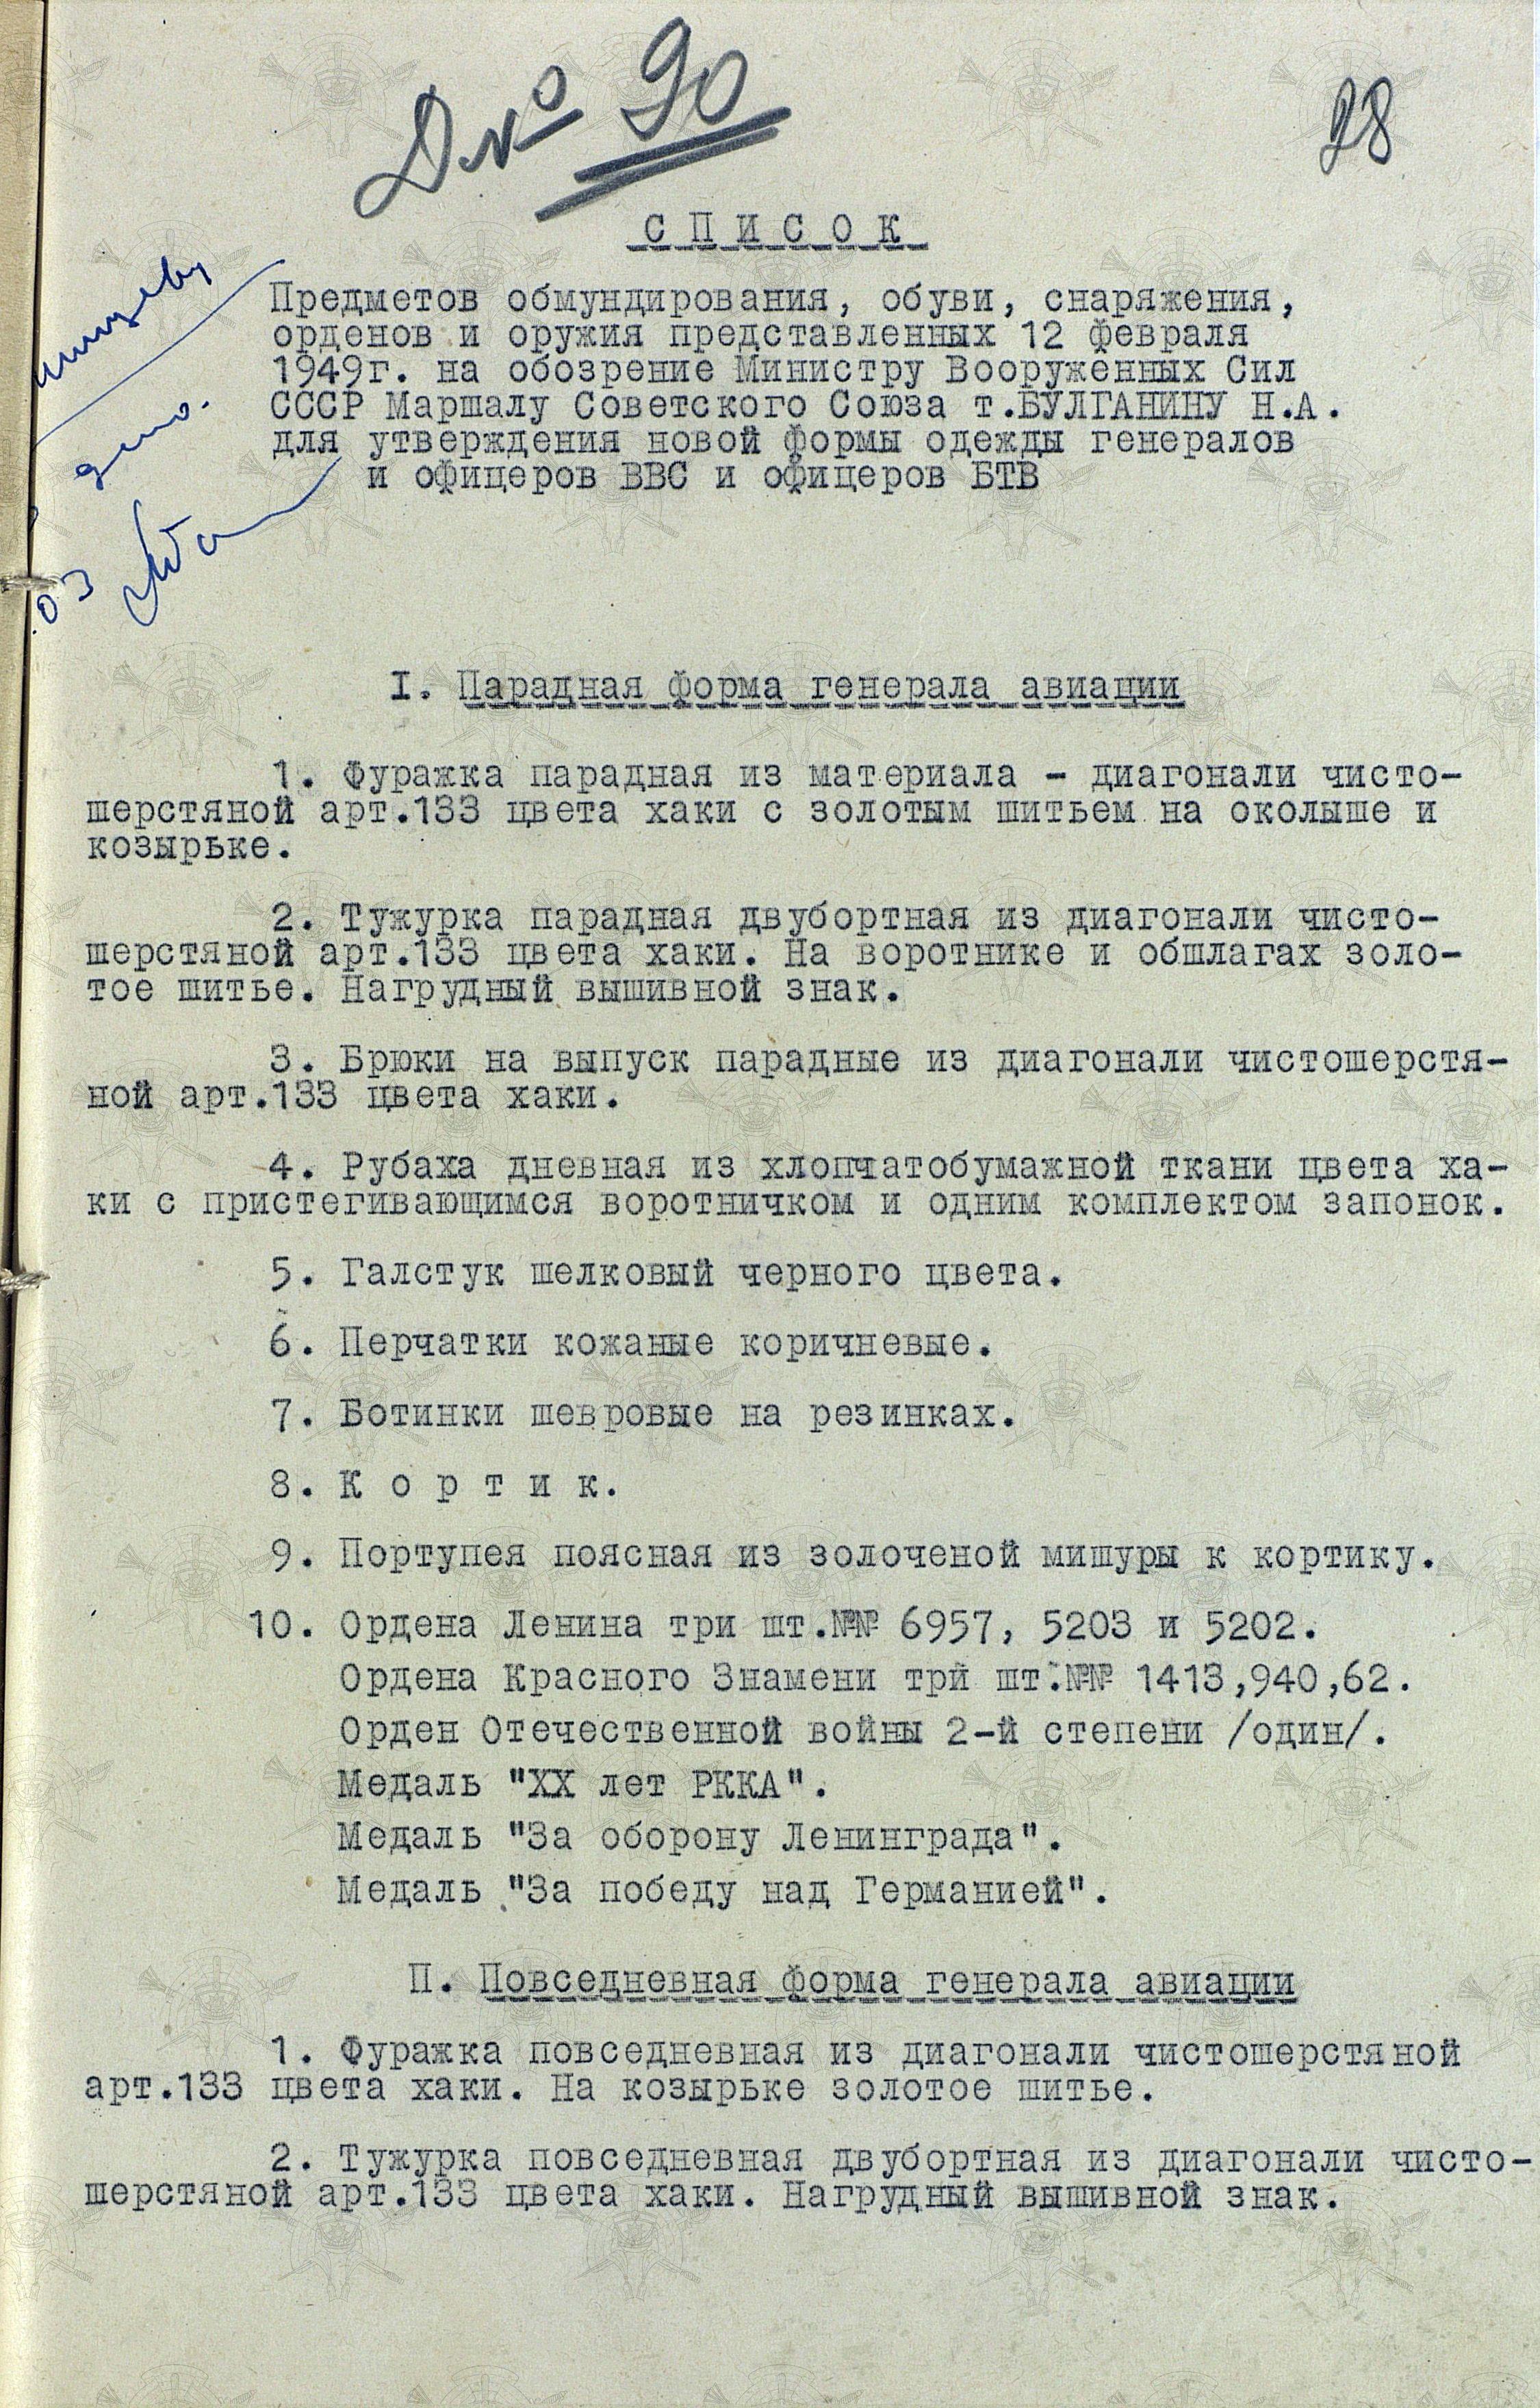 Д№ 90
28
СПИСОК
Предметов обмундирования, обуви, снаряжения,
орденов и оружия представленных 12 февраля
1949г. на обозрение Министру Вооруженных Сил
СССР Маршалу Советского Союза т.БУЛГАНИНУ Н.А.
для утверждения новой формы одежды генералов
и офицеров ВВС и офицеров БТВ
03
I. Парадная форма генерала авиации
1. Фуражка парадная из материала - диагонали чисто-
шерстяной арт.133 цвета хаки с золотым шитьем на околыше и
козырьке.
2. Тужурка парадная двубортная из диагонали чисто-
шерстяной арт.133 цвета хаки. На воротнике и обшлагах золо-
тое шитье. Нагрудный вышивной знак.
3. Брюки на выпуск парадные из диагонали чистошерстя-
ной арт.133 цвета хаки.
4. Рубаха дневная из хлопчатобумажной ткани цвета ха-
ки с пристегивающимся воротничком и одним комплектом запонок.
5. Галстук шелковый черного цвета.
6. Перчатки кожаные коричневые.
7. Ботинки шевровые на резинках.
8. К о р т и к.
9. Портупея поясная из золоченой мишуры к кортику.
10. Ордена Ленина три шт.№№ 6957, 5203 и 5202.
Ордена Красного Знамени три шт.№№ 1413,940,62.
Орден Отечественной войны 2-й степени /один/.
Медаль "XX лет РККА".
Медаль "За оборону Ленинграда".
Медаль "За победу над Германией".
П. Повседневная форма генерала авиации
1. Фуражка повседневная из диагонали чистошерстяной
арт.133 цвета хаки. На козырьке золотое шитье.
2. Тужурка повседневная двубортная из диагонали чисто-
шерстяной арт.133 цвета хаки. Нагрудный вышивной знак.